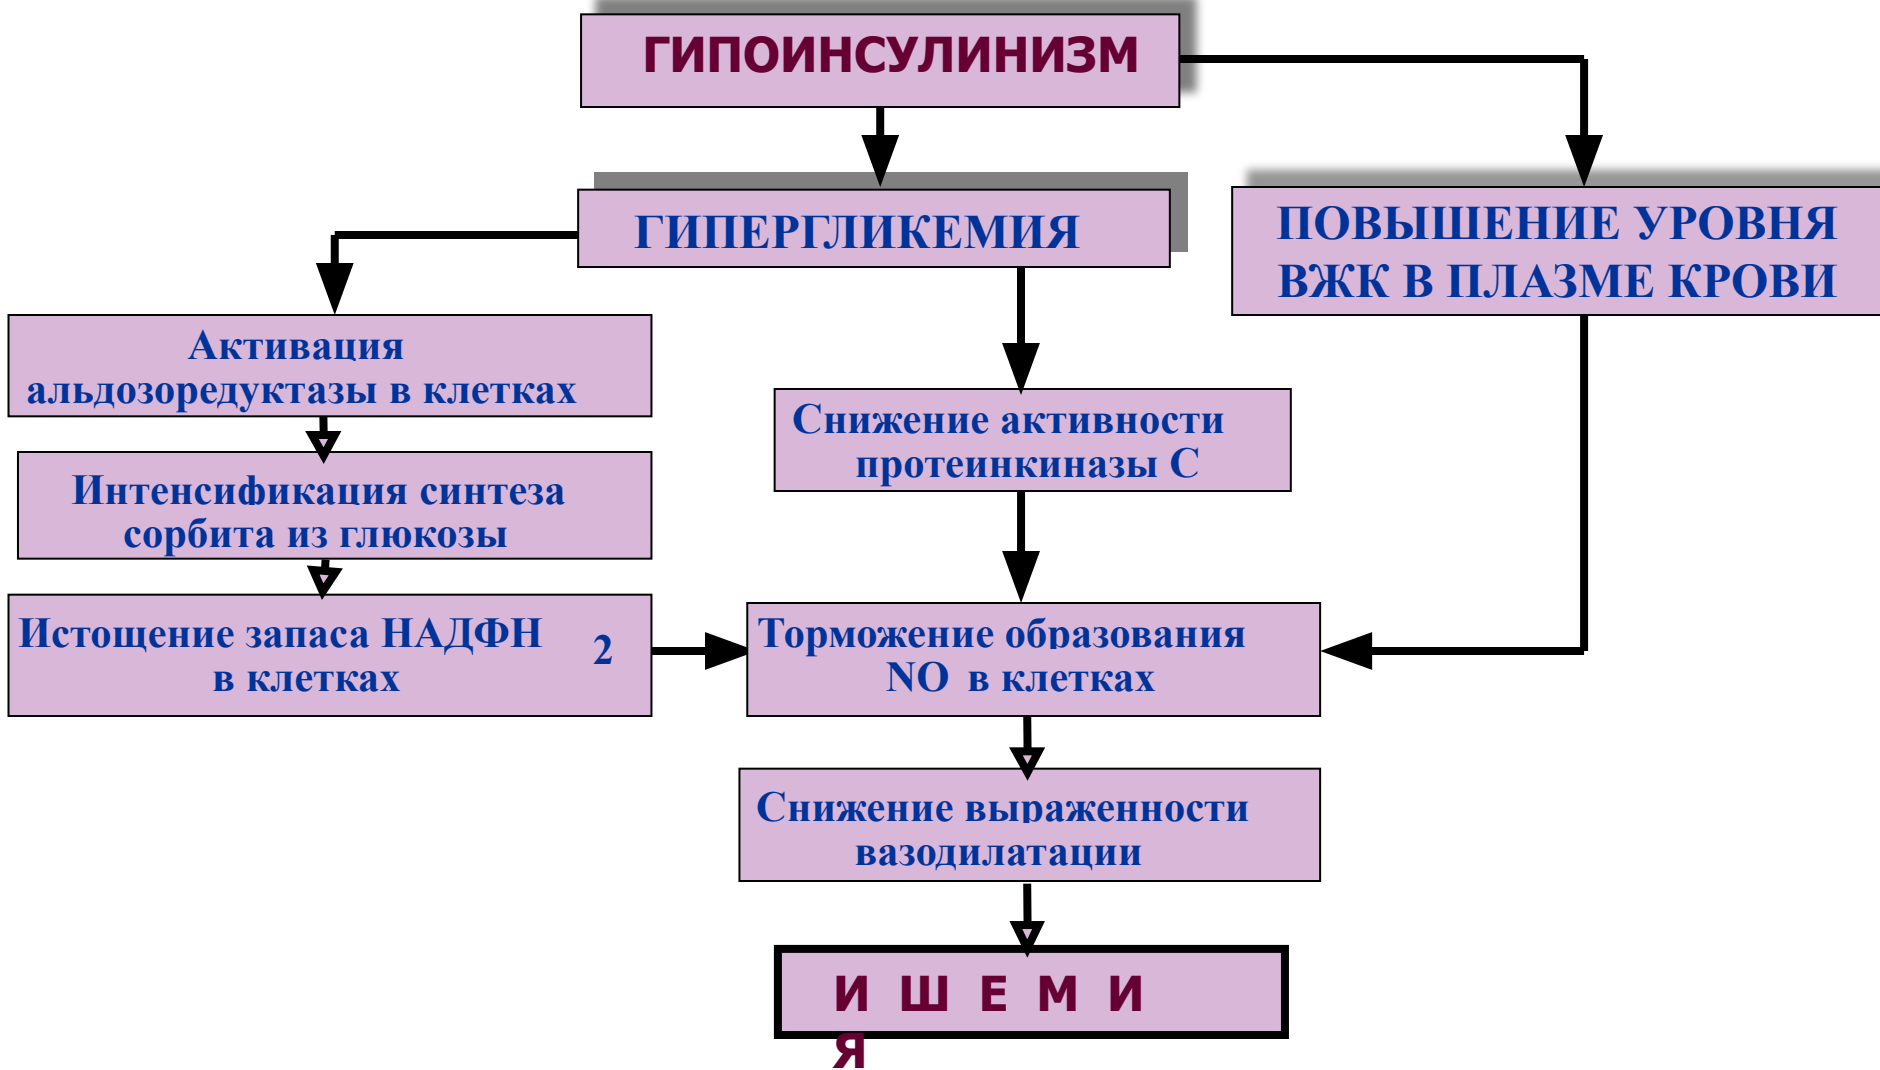 ГИПОИНСУЛИНИЗМ
ГИПЕРГЛИКЕМИЯ
ПОВЫШЕНИЕ УРОВНЯ
ВЖК В ПЛАЗМЕ КРОВИ
Активация
альдозоредуктазы в клетках
Снижение активности
протеинкиназы С
Интенсификация синтеза
сорбита из глюкозы
Истощение запаса НАДФН 2
в клетках
Торможение образования
NO в клетках
Снижение выраженности
вазодилатации
И Ш Е М И
Я